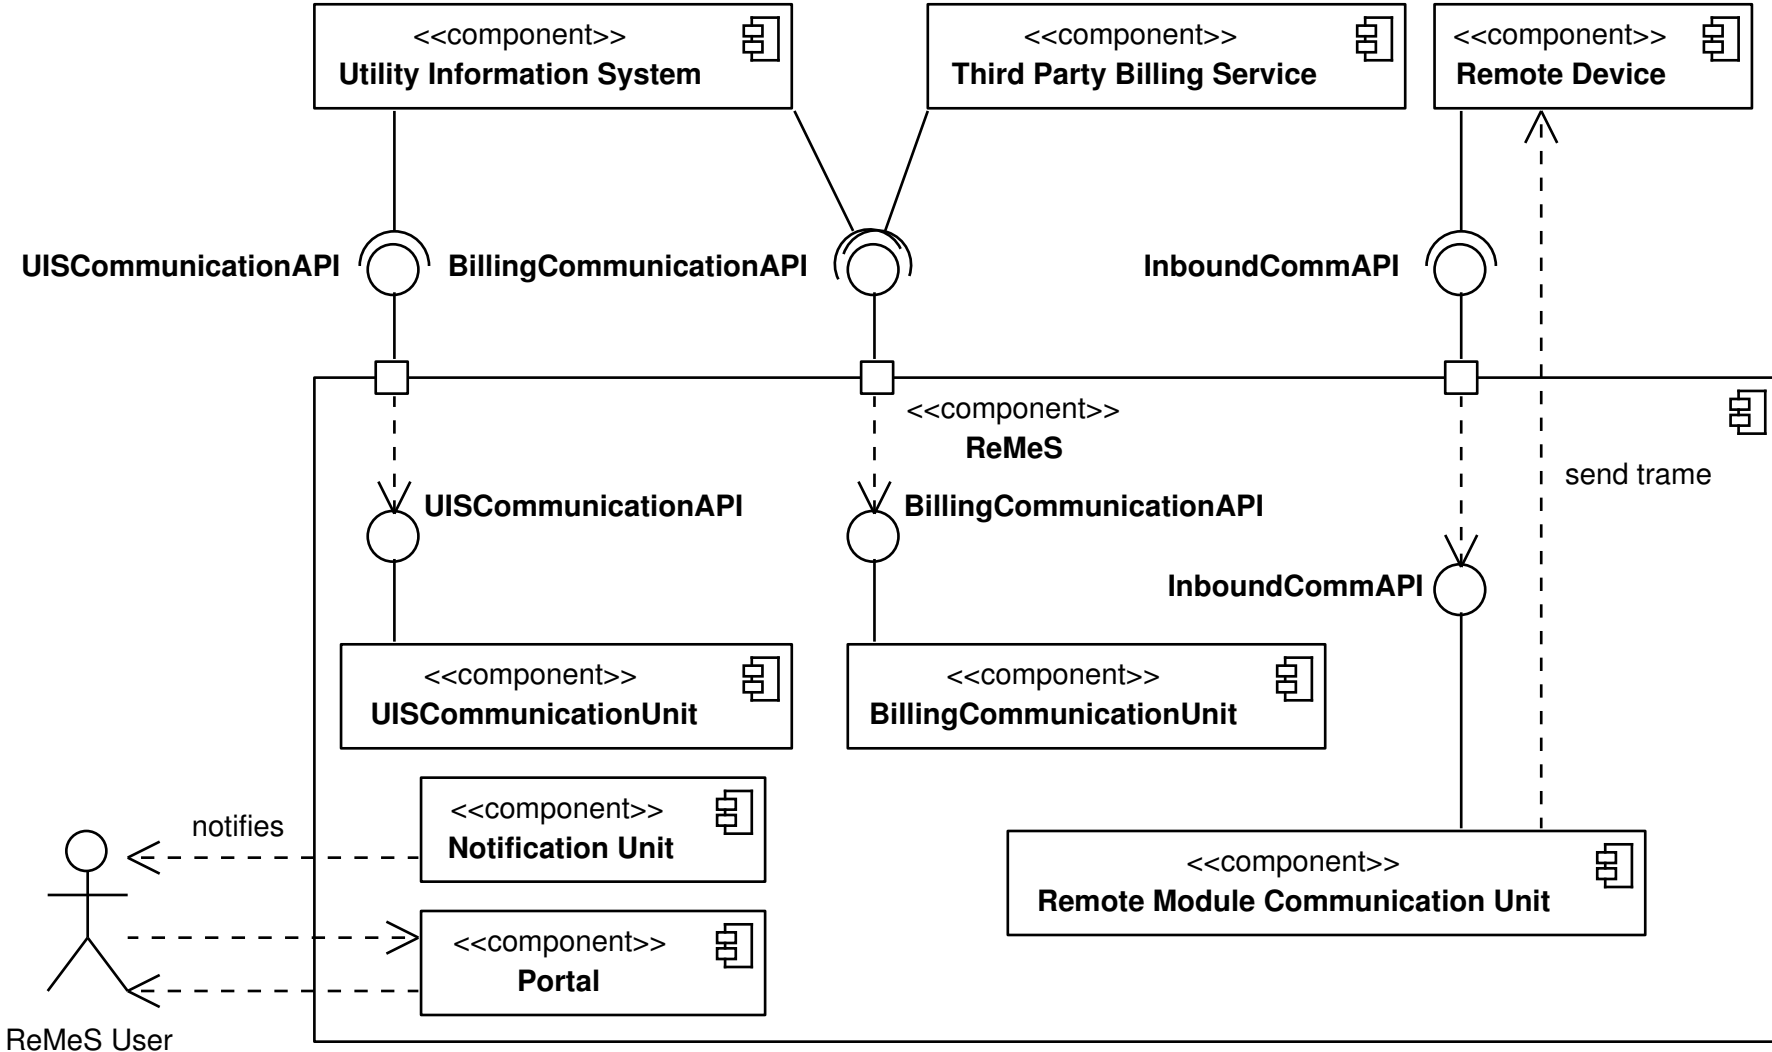 <<component>>
Utility Information System
<<component>>
Third Party Billing Service
<<component>>
Remote Device
UISCommunicationAPI
BillingCommunicationAPI
InboundCommAPI
<<component>>
ReMeS
send trame
UISCommunicationAPI
BillingCommunicationAPI
InboundCommAPI
<<component>>
UISCommunicationUnit
<<component>>
BillingCommunicationUnit
notifies
<<component>>
Notification Unit
<<component>>
Remote Module Communication Unit
<<component>>
Portal
ReMeS User